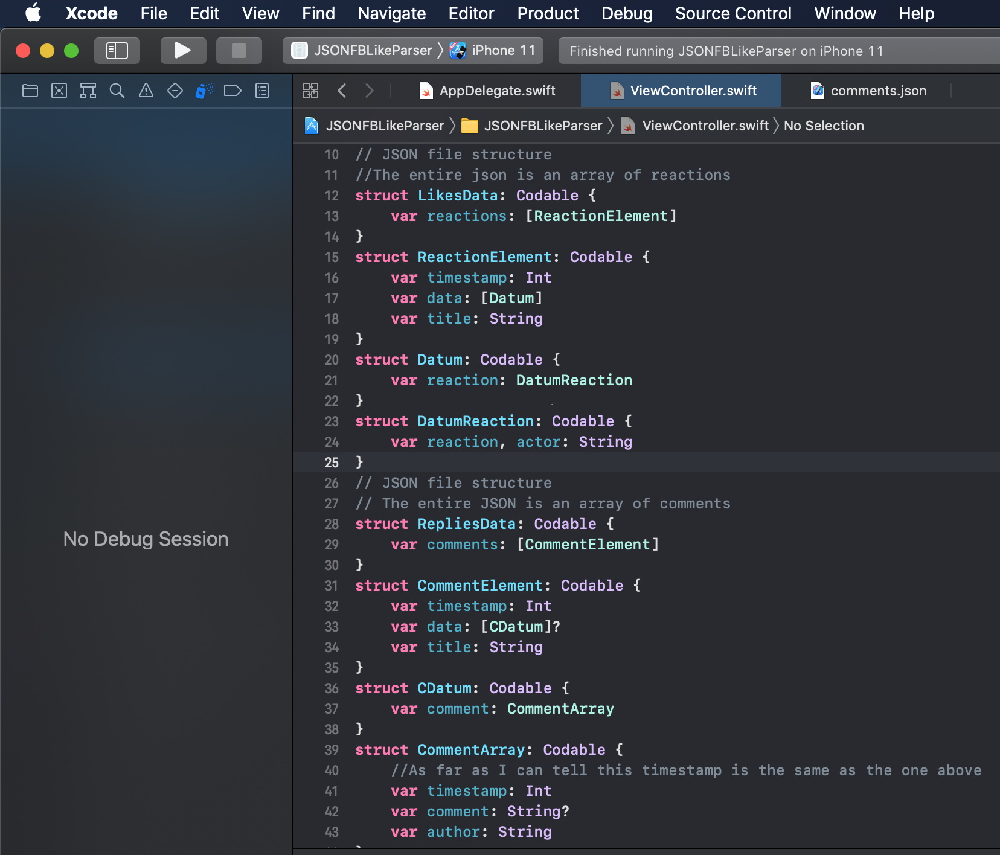 Xcode File Edit View Find Navigate Editor Product Debug Source Control Window Help
JSONFBLikeParser iPhone 11 Finished running JSONFBLikeParser on iPhone 11
AppDelegate.swift ViewController.swift comments.json
JSONFBLikeParser JSONFBLikeParser ViewController.swift No Selection
No Debug Session
10 // JSON file structure
11 //The entire json is an array of reactions
12 struct LikesData: Codable {
13     var reactions: [ReactionElement]
14 }
15 struct ReactionElement: Codable {
16     var timestamp: Int
17     var data: [Datum]
18     var title: String
19 }
20 struct Datum: Codable {
21     var reaction: DatumReaction
22 }
23 struct DatumReaction: Codable {
24     var reaction, actor: String
25 }
26 // JSON file structure
27 // The entire JSON is an array of comments
28 struct RepliesData: Codable {
29     var comments: [CommentElement]
30 }
31 struct CommentElement: Codable {
32     var timestamp: Int
33     var data: [CDatum]?
34     var title: String
35 }
36 struct CDatum: Codable {
37     var comment: CommentArray
38 }
39 struct CommentArray: Codable {
40     //As far as I can tell this timestamp is the same as the one above
41     var timestamp: Int
42     var comment: String?
43     var author: String